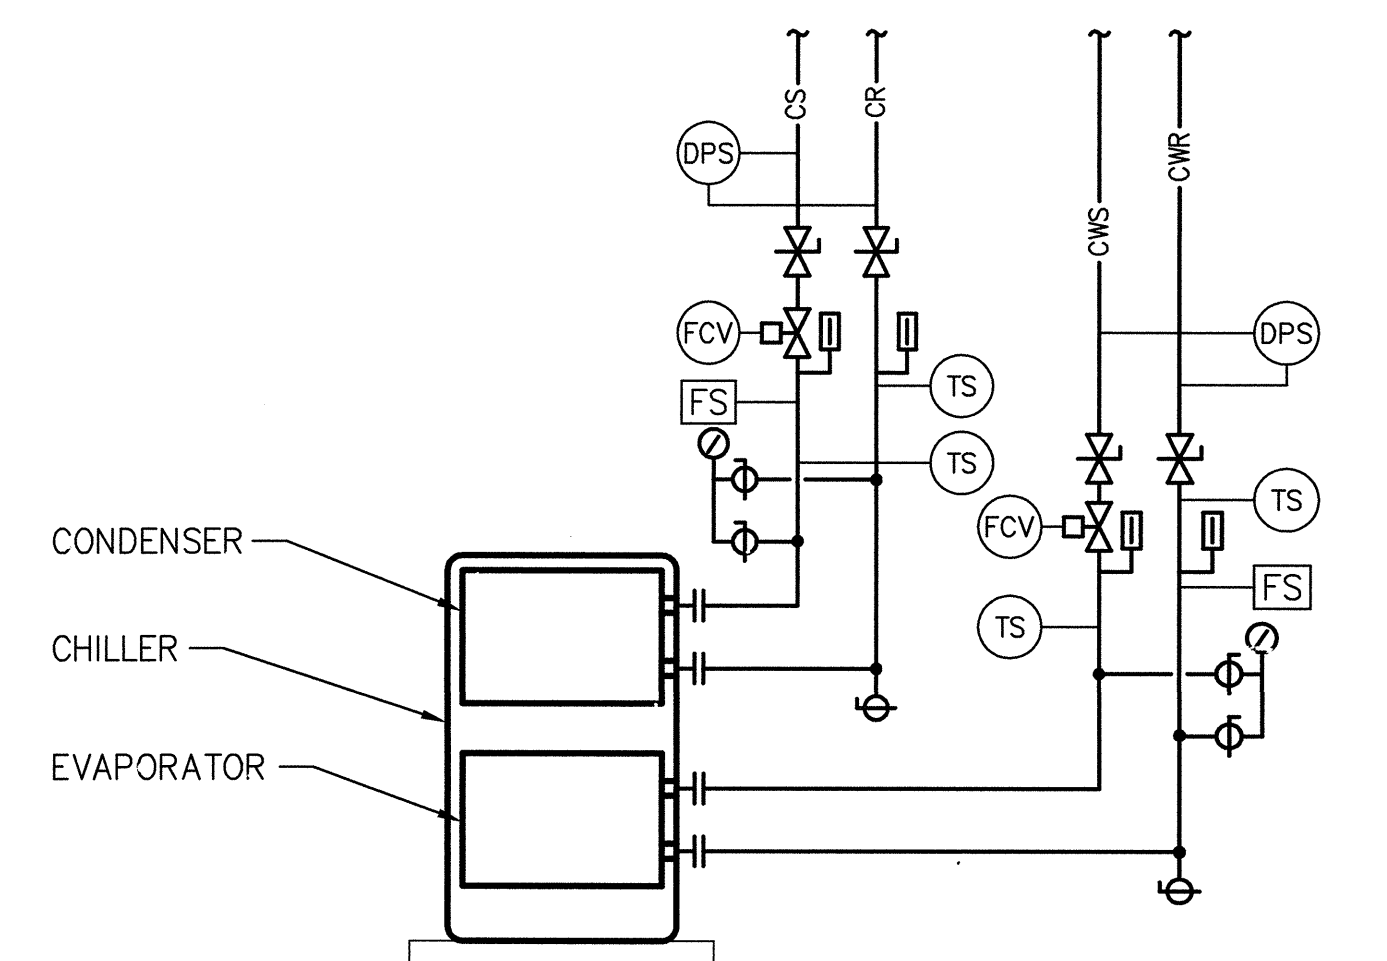 CS
CR
CWS
CWR
DPS
FCV
FS
TS
TS
DPS
FCV
TS
FS
TS
CONDENSER
CHILLER
EVAPORATOR